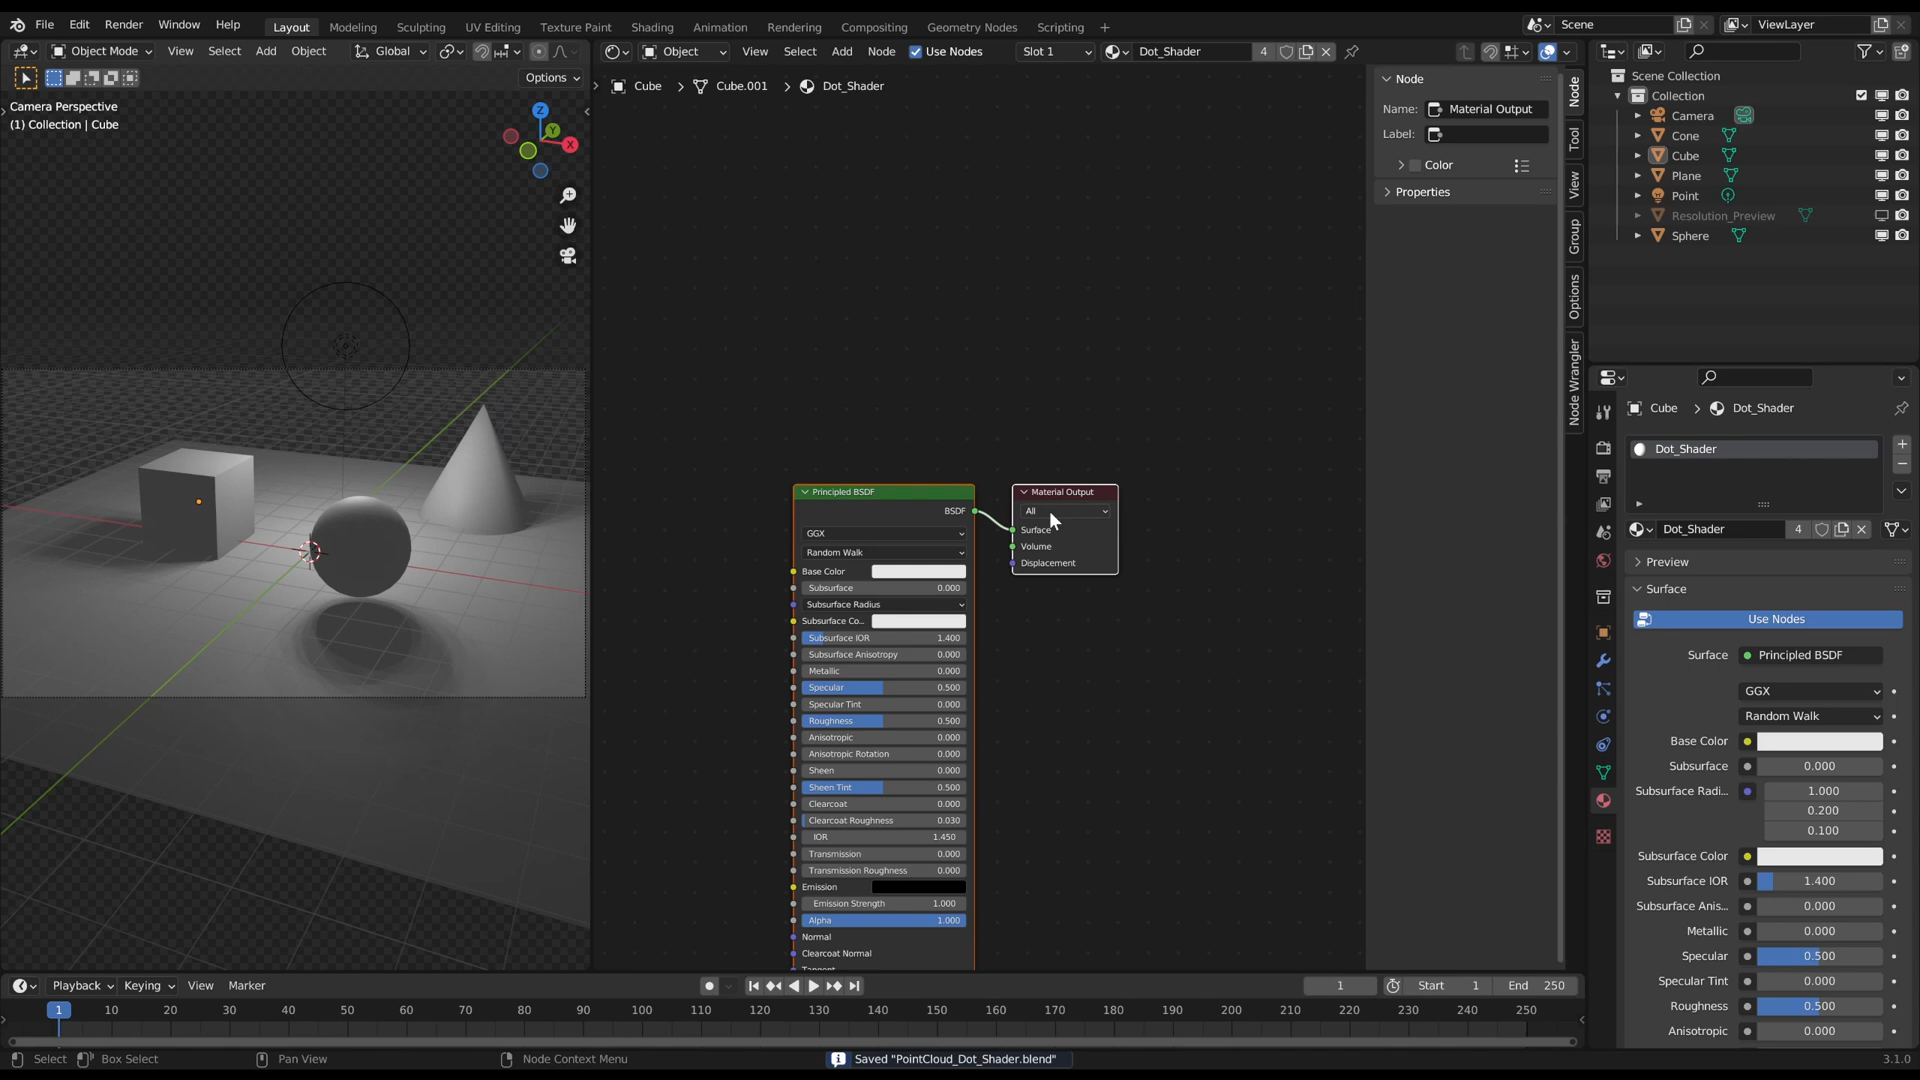 File Edit Render Window Help Layout Modeling Sculpting UV Editing Texture Paint Shading Animation Rendering Compositing Geometry Nodes Scripting + Scene ViewLayer
Object Mode View Select Add Object Global Object View Select Add Node Use Nodes Slot 1 Dot_Shader 4
Options
Camera Perspective
(1) Collection | Cube
Z
Y
X
Cube > Cube.001 > Dot_Shader
Node
Name: Material Output
Label:
Color
Properties
Node
Tool
View
Group
Options
Node Wrangler
Scene Collection
Collection
Camera
Cone
Cube
Plane
Point
Resolution_Preview
Sphere
Principled BSDF
BSDF
GGX
Random Walk
Base Color
Subsurface 0.000
Subsurface Radius
Subsurface Co...
Subsurface IOR 1.400
Subsurface Anisotropy 0.000
Metallic 0.000
Specular 0.500
Specular Tint 0.000
Roughness 0.500
Anisotropic 0.000
Anisotropic Rotation 0.000
Sheen 0.000
Sheen Tint 0.500
Clearcoat 0.000
Clearcoat Roughness 0.030
IOR 1.450
Transmission 0.000
Transmission Roughness 0.000
Emission
Emission Strength 1.000
Alpha 1.000
Normal
Clearcoat Normal
Tangent
Material Output
All
Surface
Volume
Displacement
Cube > Dot_Shader
Dot_Shader
Dot_Shader 4
Preview
Surface
Use Nodes
Surface Principled BSDF
GGX
Random Walk
Base Color
Subsurface 0.000
Subsurface Radi... 1.000
0.200
0.100
Subsurface Color
Subsurface IOR 1.400
Subsurface Anis... 0.000
Metallic 0.000
Specular 0.500
Specular Tint 0.000
Roughness 0.500
Anisotropic 0.000
Playback Keying View Marker 1 Start 1 End 250
1 10 20 30 40 50 60 70 80 90 100 110 120 130 140 150 160 170 180 190 200 210 220 230 240 250
Select Box Select Pan View Node Context Menu Saved "PointCloud_Dot_Shader.blend" 3.1.0